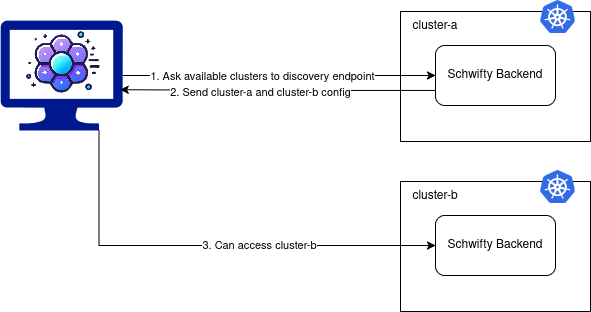 cluster-a
Schwifty Backend
1. Ask available clusters to discovery endpoint
2. Send cluster-a and cluster-b config
cluster-b
Schwifty Backend
3. Can access cluster-b